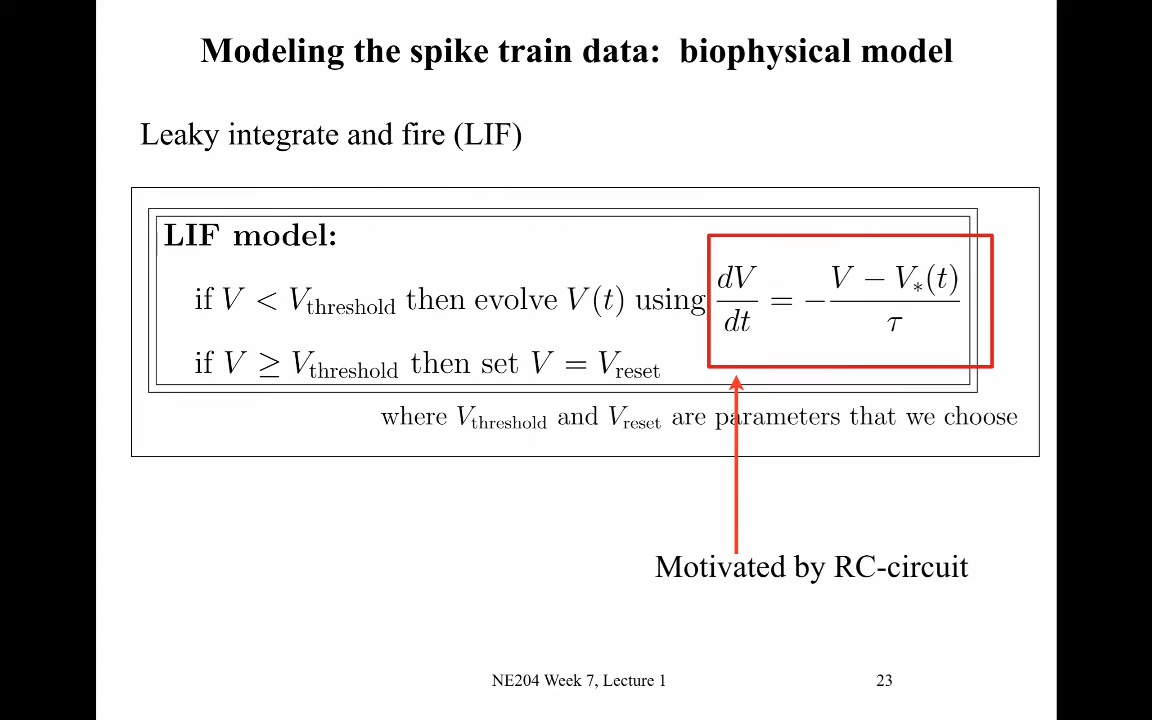 Modeling the spike train data: biophysical model
Leaky integrate and fire (LIF)
LIF model:
if V < V_threshold then evolve V(t) using dV/dt = −(V − V_*(t))/τ
if V ≥ V_threshold then set V = V_reset
where V_threshold and V_reset are parameters that we choose
Motivated by RC-circuit
NE204 Week 7, Lecture 1 23